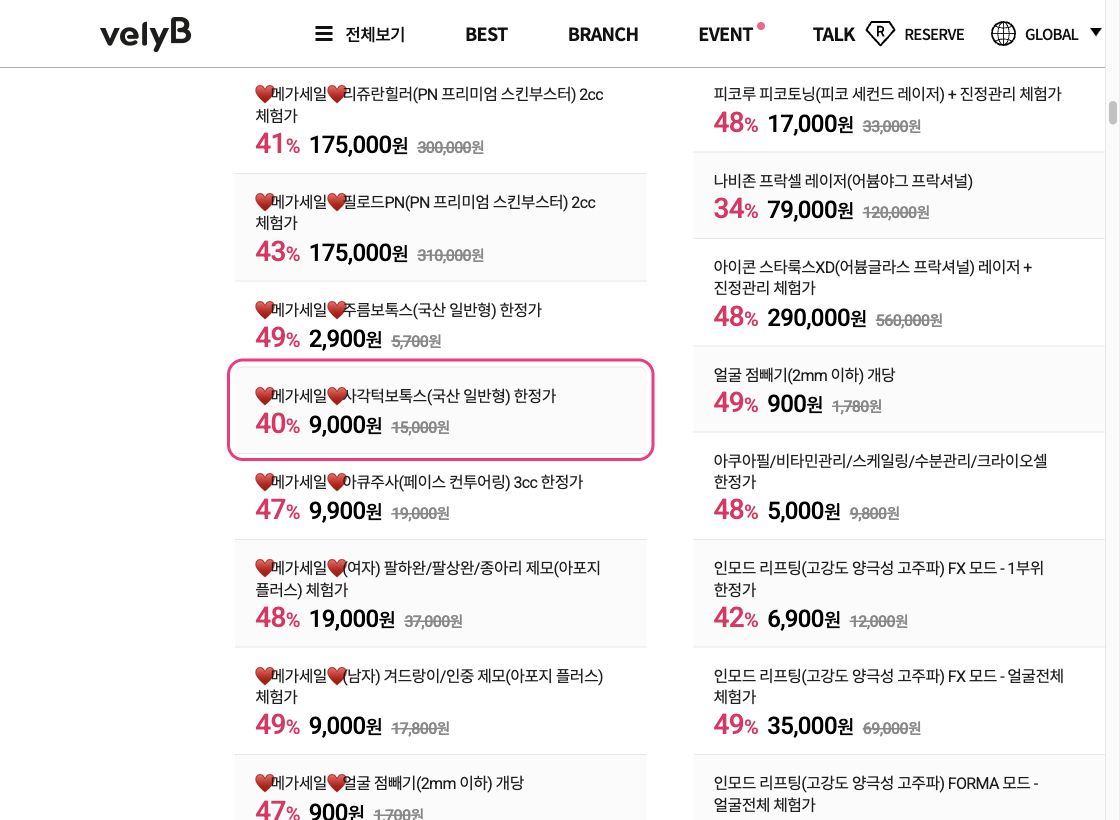 velyB
전체보기 BEST BRANCH EVENT TALK R RESERVE GLOBAL
❤️메가세일❤️리쥬란힐러(PN 프리미엄 스킨부스터) 2cc
체험가
41% 175,000원 300,000원
❤️메가세일❤️필로드PN(PN 프리미엄 스킨부스터) 2cc
체험가
43% 175,000원 310,000원
❤️메가세일❤️주름보톡스(국산 일반형) 한정가
49% 2,900원 5,700원
❤️메가세일❤️사각턱보톡스(국산 일반형) 한정가
40% 9,000원 15,000원
❤️메가세일❤️아큐주사(페이스 컨투어링) 3cc 한정가
47% 9,900원 19,000원
❤️메가세일❤️(여자) 팔하완/팔상완/종아리 제모(아포지
플러스) 체험가
48% 19,000원 37,000원
❤️메가세일❤️(남자) 겨드랑이/인중 제모(아포지 플러스)
체험가
49% 9,000원 17,800원
❤️메가세일❤️얼굴 점빼기(2mm 이하) 개당
47% 900원 1,700원
피코루 피코토닝(피코 세컨드 레이저) + 진정관리 체험가
48% 17,000원 33,000원
나비존 프락셀 레이저(어븀야그 프락셔널)
34% 79,000원 120,000원
아이콘 스타룩스XD(어븀글라스 프락셔널) 레이저 +
진정관리 체험가
48% 290,000원 560,000원
얼굴 점빼기(2mm 이하) 개당
49% 900원 1,780원
아쿠아필/비타민관리/스케일링/수분관리/크라이오셀
한정가
48% 5,000원 9,800원
인모드 리프팅(고강도 양극성 고주파) FX 모드 - 1부위
한정가
42% 6,900원 12,000원
인모드 리프팅(고강도 양극성 고주파) FX 모드 - 얼굴전체
체험가
49% 35,000원 69,000원
인모드 리프팅(고강도 양극성 고주파) FORMA 모드 -
얼굴전체 체험가